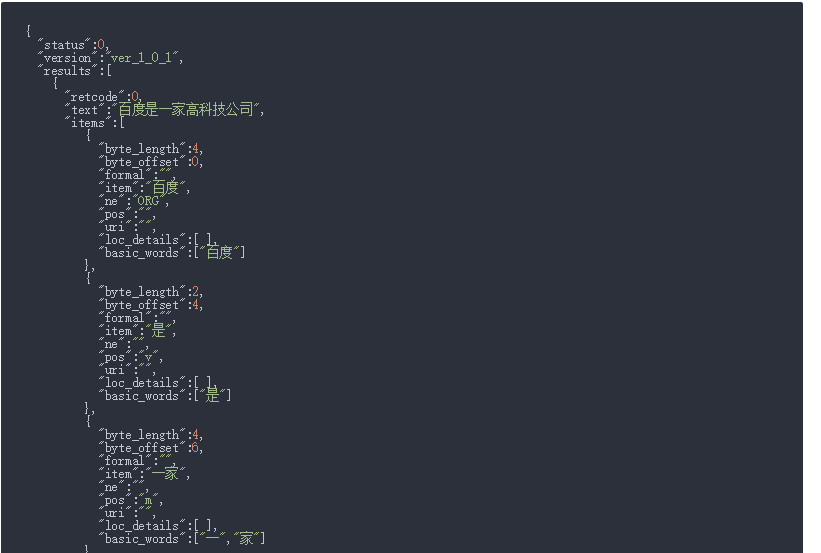 {
"status":0,
"version":"ver_1_0_1",
"results":[
{
"retcode":0,
"text":"百度是一家高科技公司",
"items":[
{
"byte_length":4,
"byte_offset":0,
"formal":"",
"item":"百度",
"ne":"ORG",
"pos":"",
"uri":"",
"loc_details":[ ],
"basic_words":["百度"]
},
{
"byte_length":2,
"byte_offset":4,
"formal":"",
"item":"是",
"ne":"",
"pos":"v",
"uri":"",
"loc_details":[ ],
"basic_words":["是"]
},
{
"byte_length":4,
"byte_offset":6,
"formal":"",
"item":"一家",
"ne":"",
"pos":"m",
"uri":"",
"loc_details":[ ],
"basic_words":["一","家"]
}